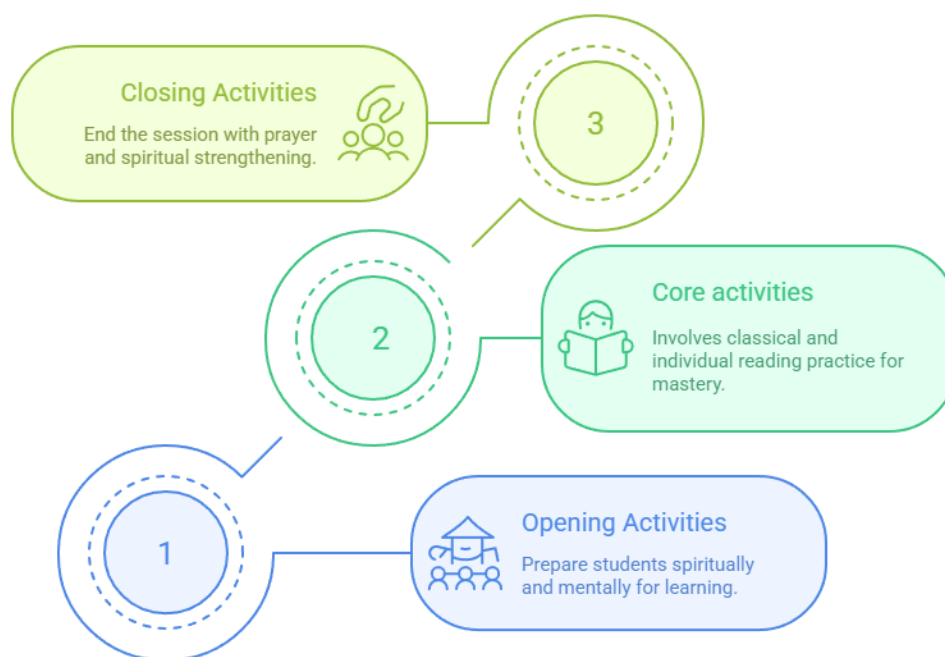 Closing Activities
End the session with prayer
and spiritual strengthening.
3
2
Core activities
Involves classical and
individual reading practice for
mastery.
1
Opening Activities
Prepare students spiritually
and mentally for learning.